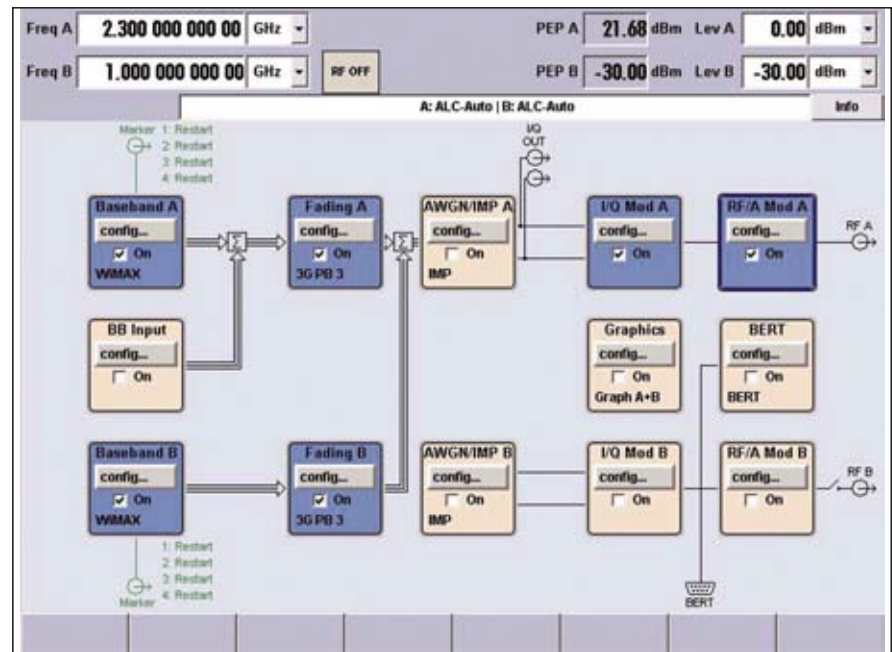 Freq A 2.300 000 000 00 GHz PEP A 21.68 dBm Lev A 0.00 dBm
Freq B 1.000 000 000 00 GHz RF OFF PEP B -30.00 dBm Lev B -30.00 dBm
A: ALC-Auto | B: ALC-Auto Info
Marker 1: Restart
2: Restart
3: Restart
4: Restart
I/Q
OUT
Baseband A Fading A AWGN/IMP A I/Q Mod A RF/A Mod A
config... config... config... config... config... RF A
On On On On On
WiMAX 3G PB 3 IMP
BB Input Graphics BERT
config... config... config...
On On On
Graph A+B BERT
Baseband B Fading B AWGN/IMP B I/Q Mod B RF/A Mod B
config... config... config... config... config... RF B
On On On On On
WiMAX 3G PB 3 IMP
1: Restart
2: Restart
3: Restart
Marker 4: Restart
BERT